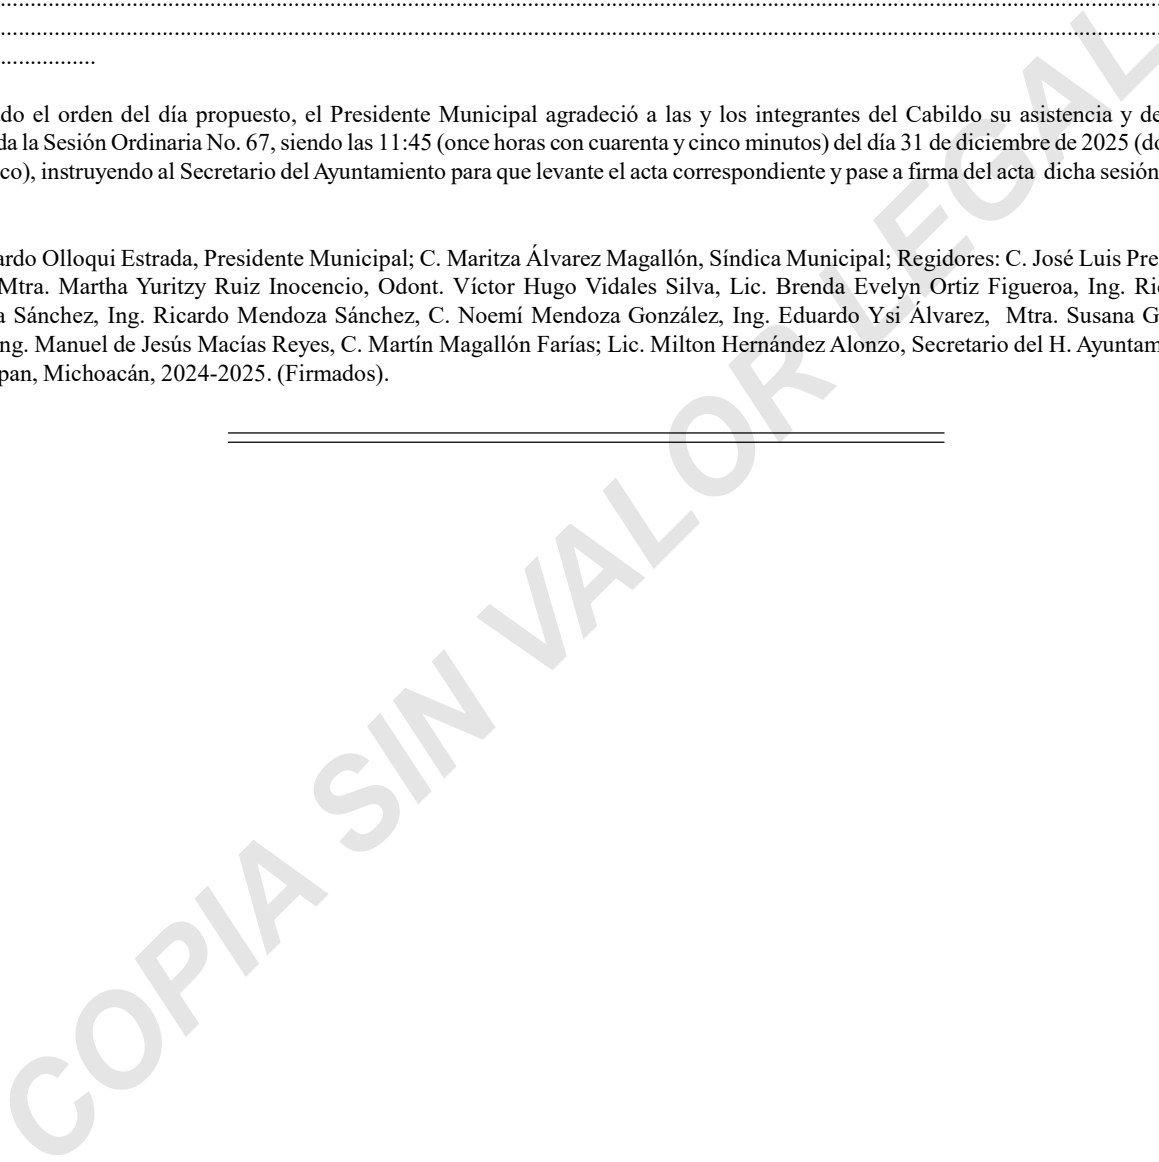 do el orden del día propuesto, el Presidente Municipal agradeció a las y los integrantes del Cabildo su asistencia y de
da la Sesión Ordinaria No. 67, siendo las 11:45 (once horas con cuarenta y cinco minutos) del día 31 de diciembre de 2025 (do
co), instruyendo al Secretario del Ayuntamiento para que levante el acta correspondiente y pase a firma del acta dicha sesión
ardo Olloqui Estrada, Presidente Municipal; C. Maritza Álvarez Magallón, Síndica Municipal; Regidores: C. José Luis Pre
Mtra. Martha Yuritzy Ruiz Inocencio, Odont. Víctor Hugo Vidales Silva, Lic. Brenda Evelyn Ortiz Figueroa, Ing. Ri
a Sánchez, Ing. Ricardo Mendoza Sánchez, C. Noemí Mendoza González, Ing. Eduardo Ysi Álvarez, Mtra. Susana G
ng. Manuel de Jesús Macías Reyes, C. Martín Magallón Farías; Lic. Milton Hernández Alonzo, Secretario del H. Ayuntam
pan, Michoacán, 2024-2025. (Firmados).
COPIA SIN VALOR LEGAL